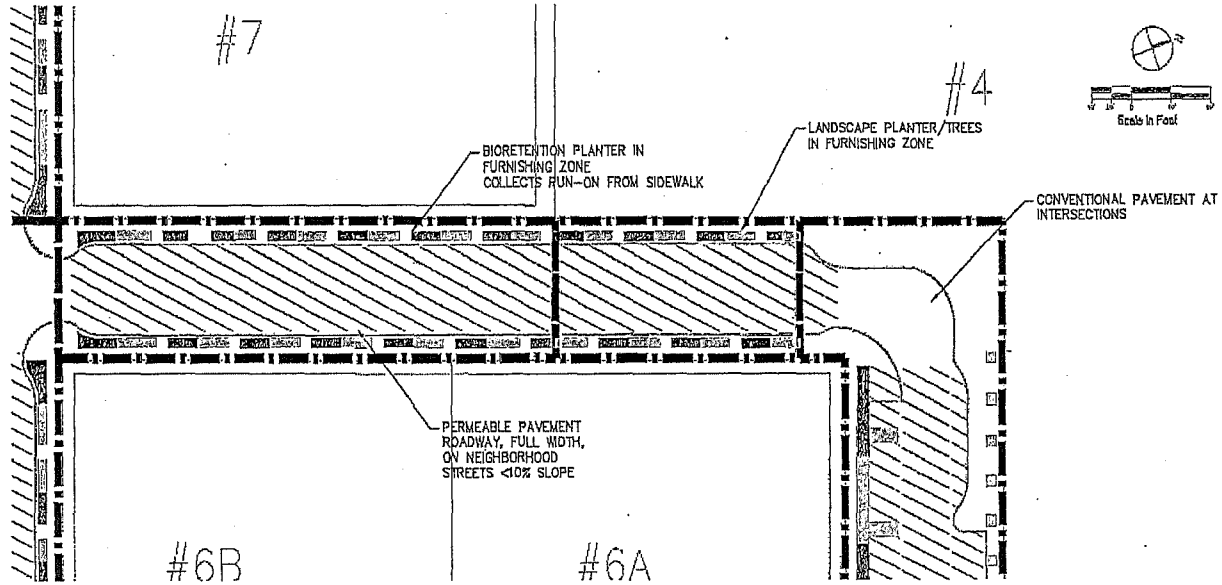 #7
#4
N
Scale in Feet
LANDSCAPE PLANTER/TREES
IN FURNISHING ZONE
BIORETENTION PLANTER IN
FURNISHING ZONE
COLLECTS RUN-ON FROM SIDEWALK
CONVENTIONAL PAVEMENT AT
INTERSECTIONS
PERMEABLE PAVEMENT
ROADWAY, FULL WIDTH,
ON NEIGHBORHOOD
STREETS <10% SLOPE
#6B
#6A